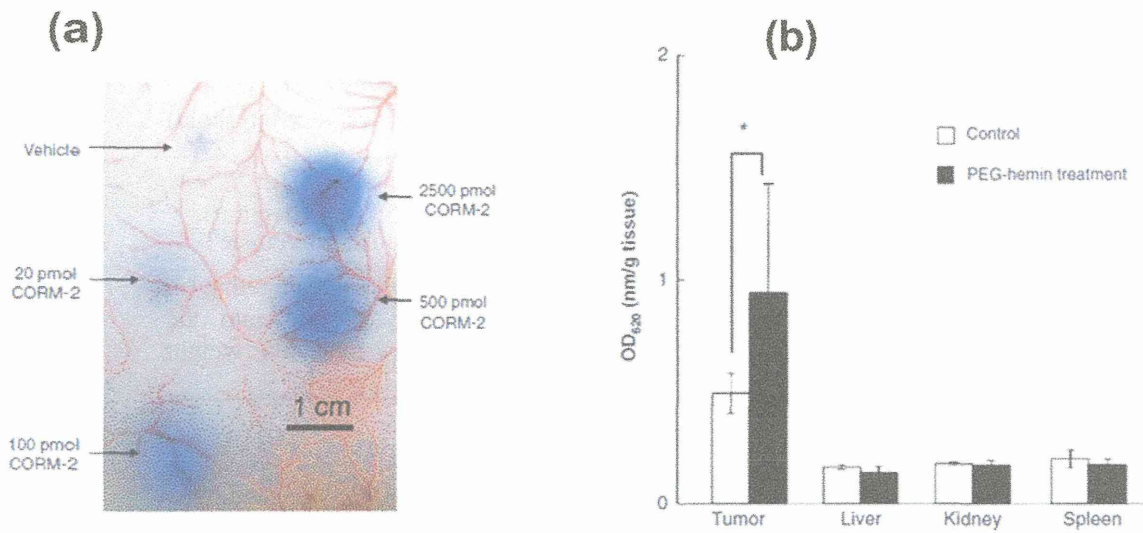 (a)
Vehicle
2500 pmol
CORM-2
20 pmol
CORM-2
500 pmol
CORM-2
1 cm
100 pmol
CORM-2
(b)
2
1
0
OD620 (nm/g tissue)
*
Control
PEG-hemin treatment
Tumor Liver Kidney Spleen